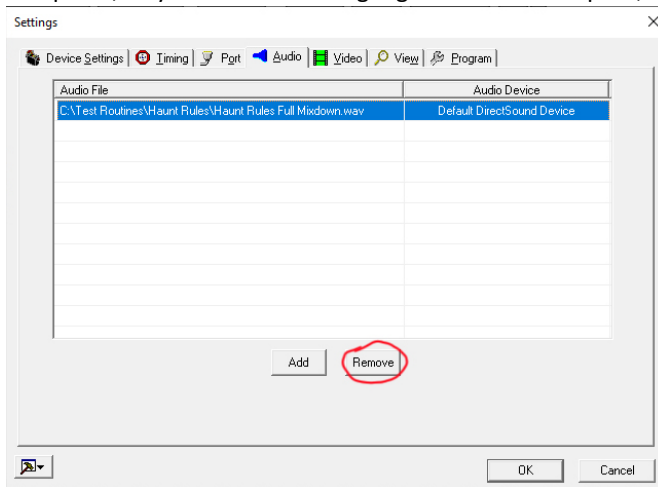 Settings
Device Settings Timing Port Audio Video View Program
Audio File Audio Device
C:\Test Routines\Haunt Rules\Haunt Rules Full Mixdown.wav Default DirectSound Device
Add Remove
OK Cancel